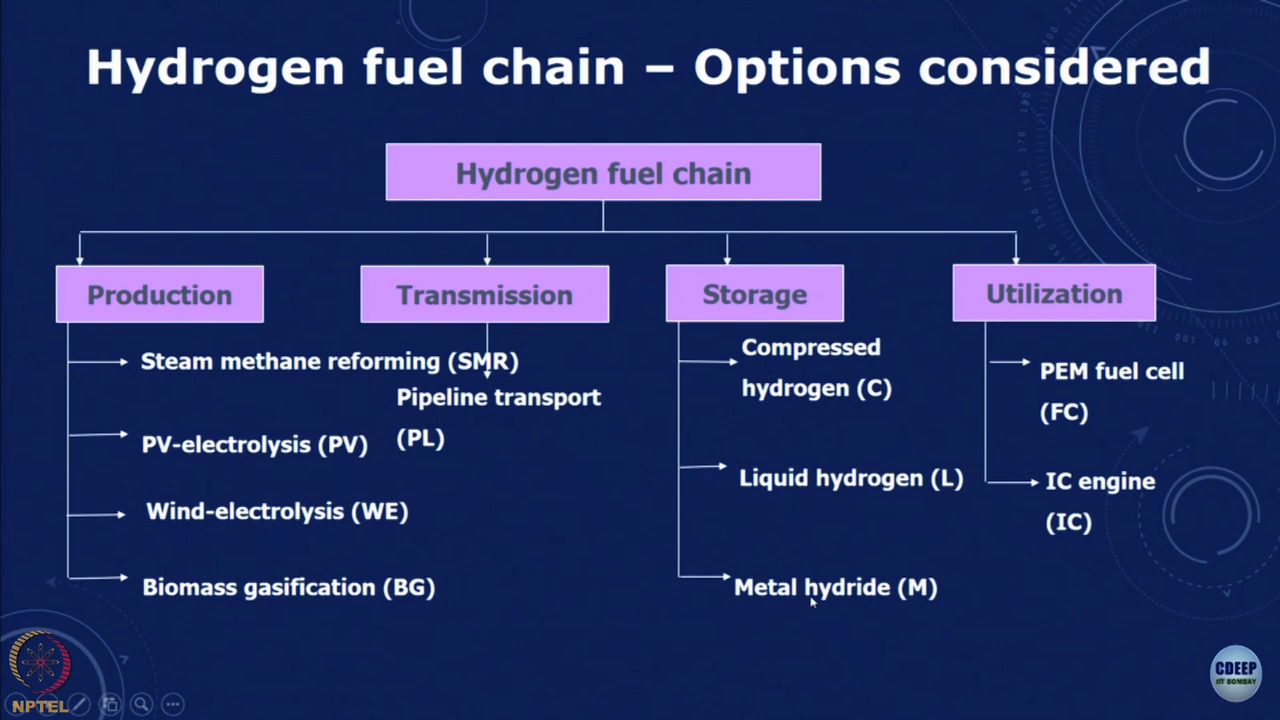 Hydrogen fuel chain – Options considered
Hydrogen fuel chain
Production
Transmission
Storage
Utilization
Steam methane reforming (SMR)
PV-electrolysis (PV)
Wind-electrolysis (WE)
Biomass gasification (BG)
Pipeline transport
(PL)
Compressed
hydrogen (C)
Liquid hydrogen (L)
Metal hydride (M)
PEM fuel cell
(FC)
IC engine
(IC)
NPTEL
CDEEP
IIT BOMBAY